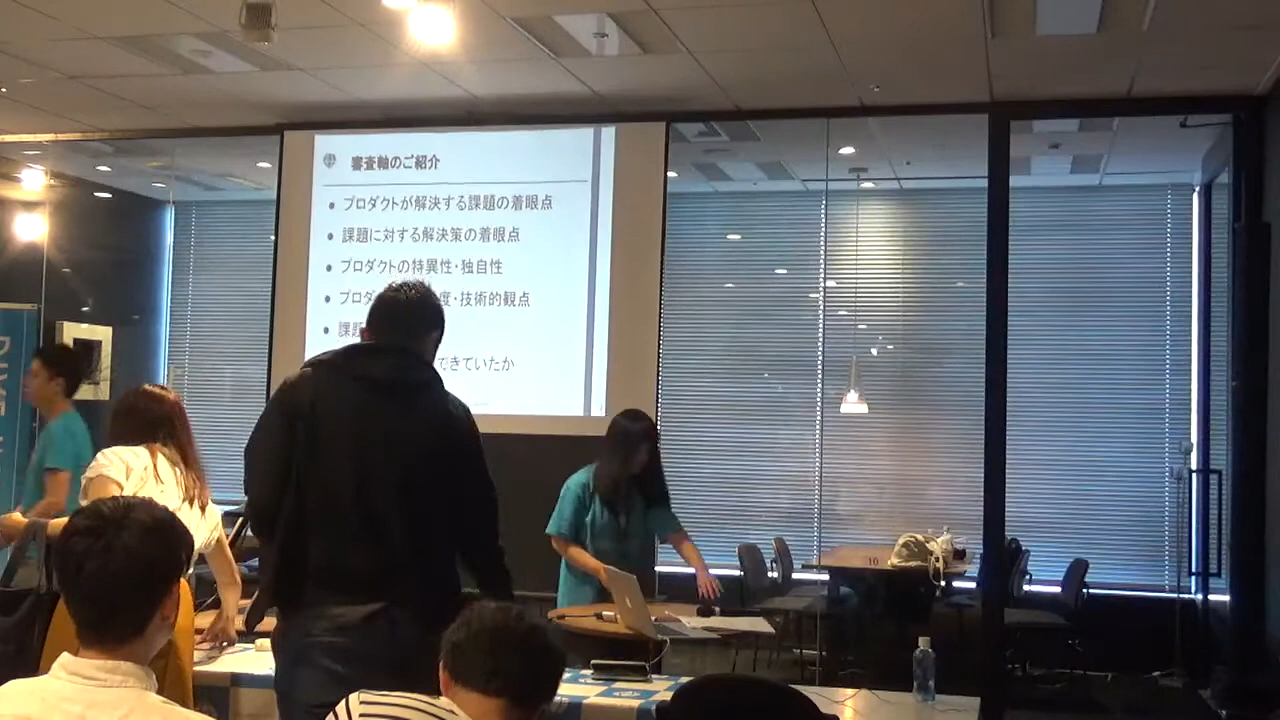 審査軸のご紹介
● プロダクトが解決する課題の着眼点
● 課題に対する解決策の着眼点
● プロダクトの特異性・独自性
● プロダ 度・技術的観点
● 課題
できていたか
10